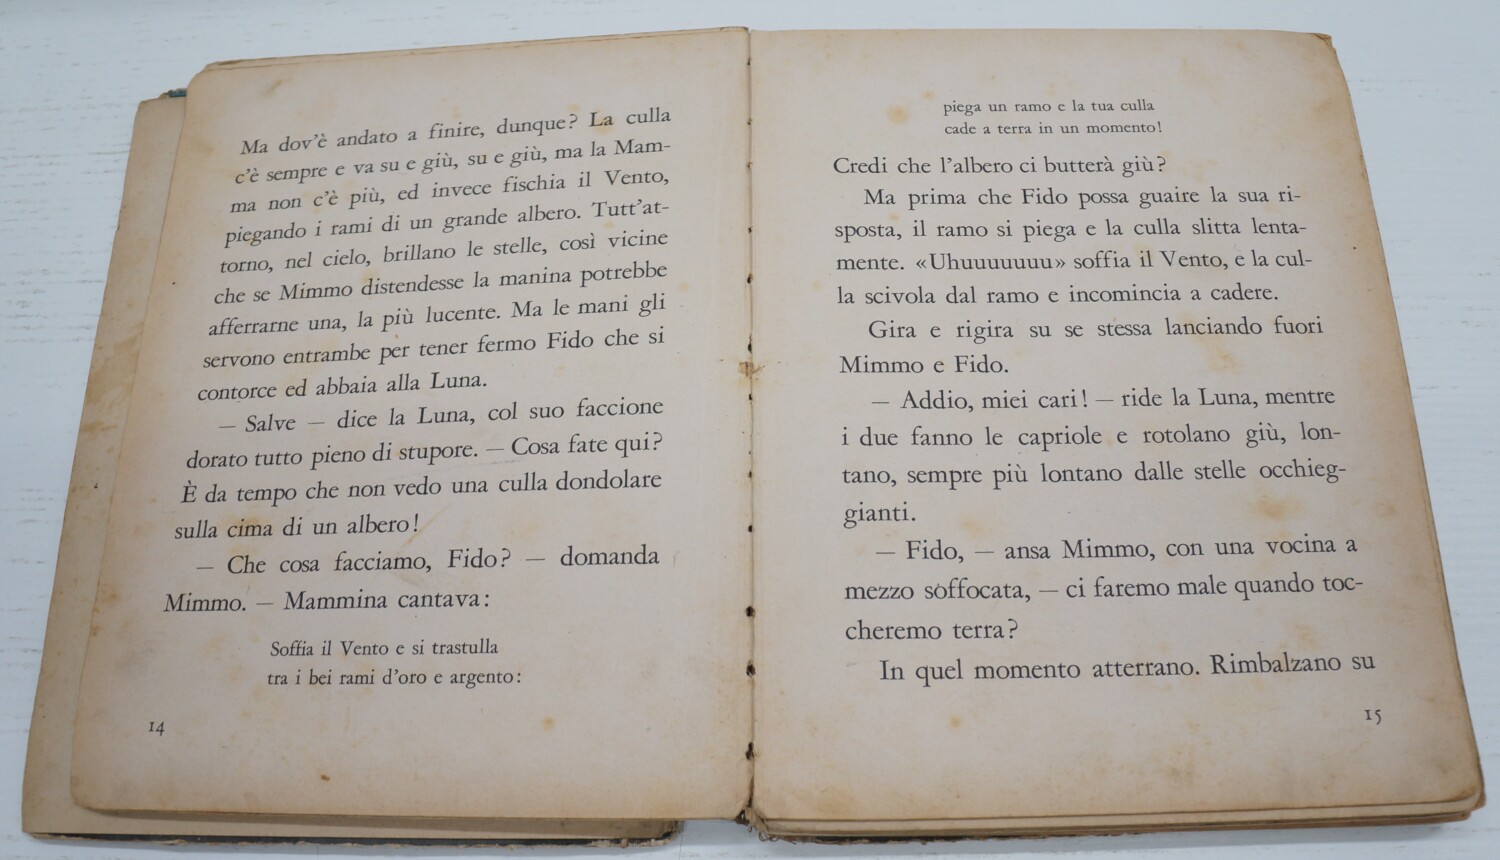 Ma dov'è andato a finire, dunque? La culla
c'è sempre e va su e giù, su e giù, ma la Mam-
ma non c'è più, ed invece fischia il Vento,
piegando i rami di un grande albero. Tutt'at-
torno, nel cielo, brillano le stelle, così vicine
che se Mimmo distendesse la manina potrebbe
afferrarne una, la più lucente. Ma le mani gli
servono entrambe per tener fermo Fido che si
contorce ed abbaia alla Luna.
— Salve — dice la Luna, col suo faccione
dorato tutto pieno di stupore. — Cosa fate qui?
È da tempo che non vedo una culla dondolare
sulla cima di un albero!
— Che cosa facciamo, Fido? — domanda
Mimmo. — Mammina cantava:
Soffia il Vento e si trastulla
tra i bei rami d'oro e argento:
14
piega un ramo e la tua culla
cade a terra in un momento!
Credi che l'albero ci butterà giù?
Ma prima che Fido possa guaire la sua ri-
sposta, il ramo si piega e la culla slitta lenta-
mente. «Uhuuuuuuu» soffia il Vento, e la cul-
la scivola dal ramo e incomincia a cadere.
Gira e rigira su se stessa lanciando fuori
Mimmo e Fido.
— Addio, miei cari! — ride la Luna, mentre
i due fanno le capriole e rotolano giù, lon-
tano, sempre più lontano dalle stelle occhieg-
gianti.
— Fido, — ansa Mimmo, con una vocina a
mezzo soffocata, — ci faremo male quando toc-
cheremo terra?
In quel momento atterrano. Rimbalzano su
15